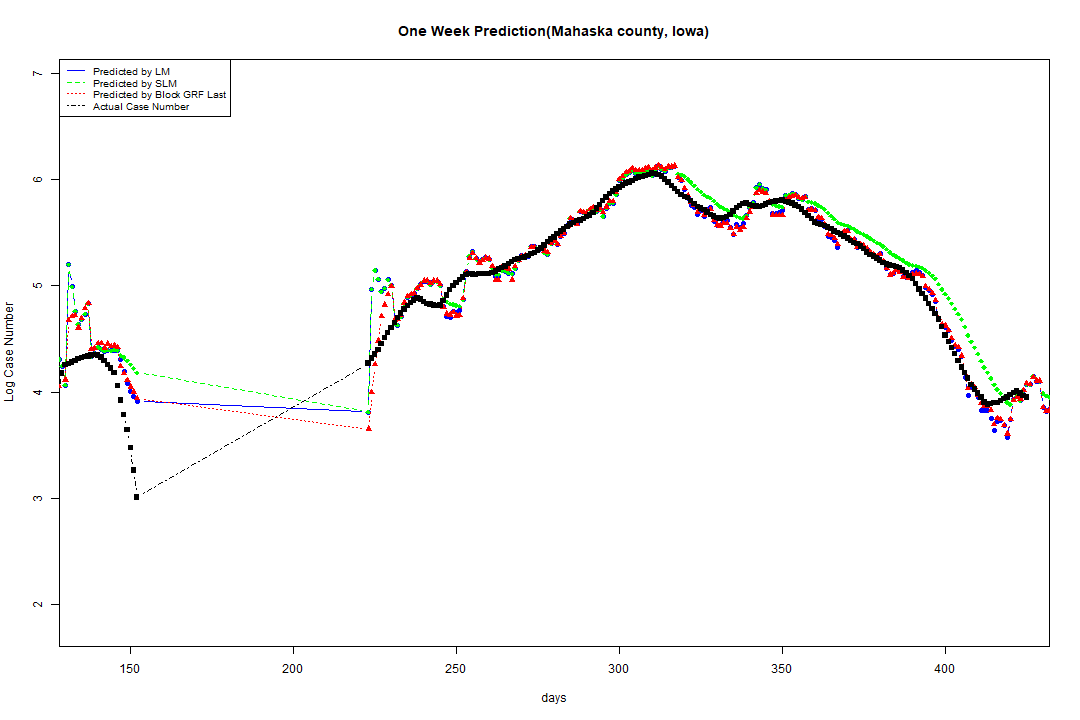 One Week Prediction(Mahaska county, Iowa)
Predicted by LM
Predicted by SLM
Predicted by Block GRF Last
Actual Case Number
Log Case Number
7
6
5
4
3
2
150 200 250 300 350 400
days